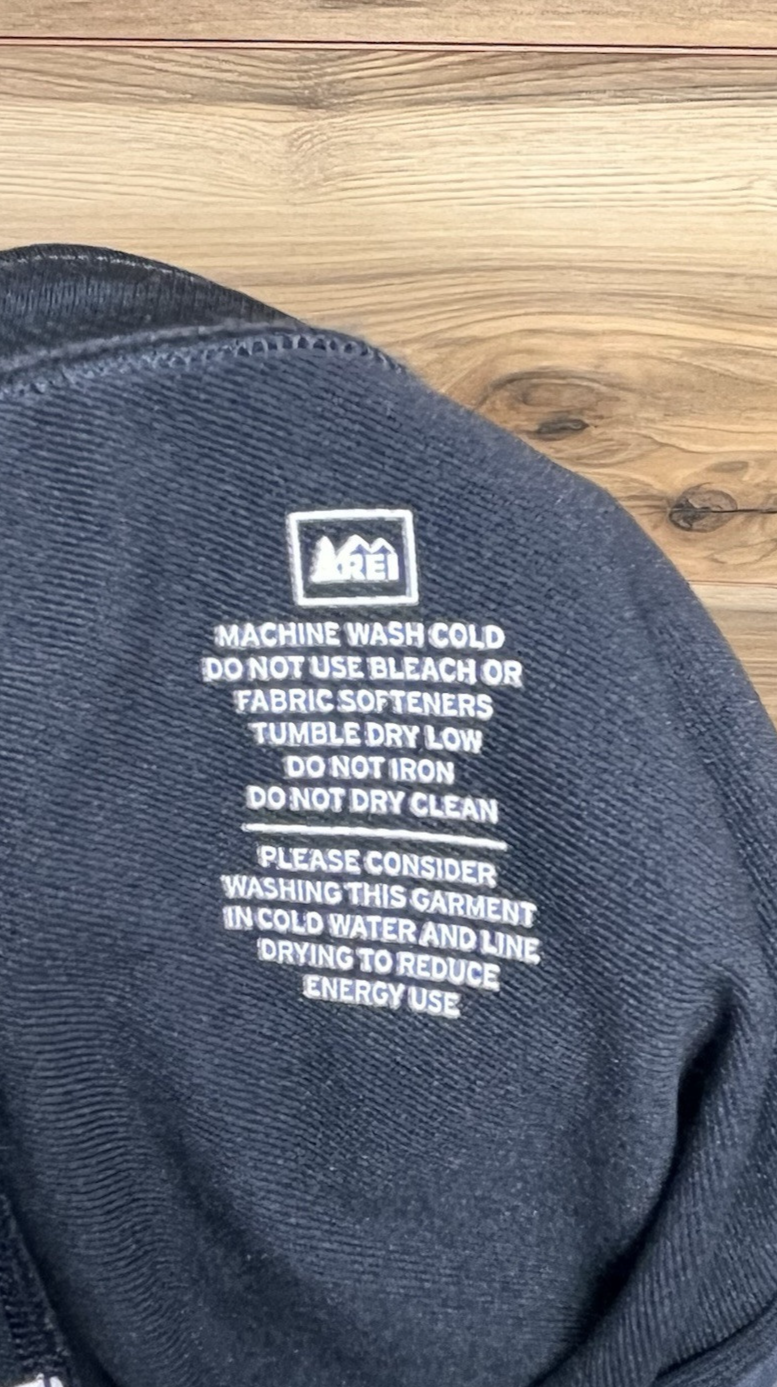 REI
MACHINE WASH COLD
DO NOT USE BLEACH OR
FABRIC SOFTENERS
TUMBLE DRY LOW
DO NOT IRON
DO NOT DRY CLEAN
PLEASE CONSIDER
WASHING THIS GARMENT
IN COLD WATER AND LINE
DRYING TO REDUCE
ENERGY USE